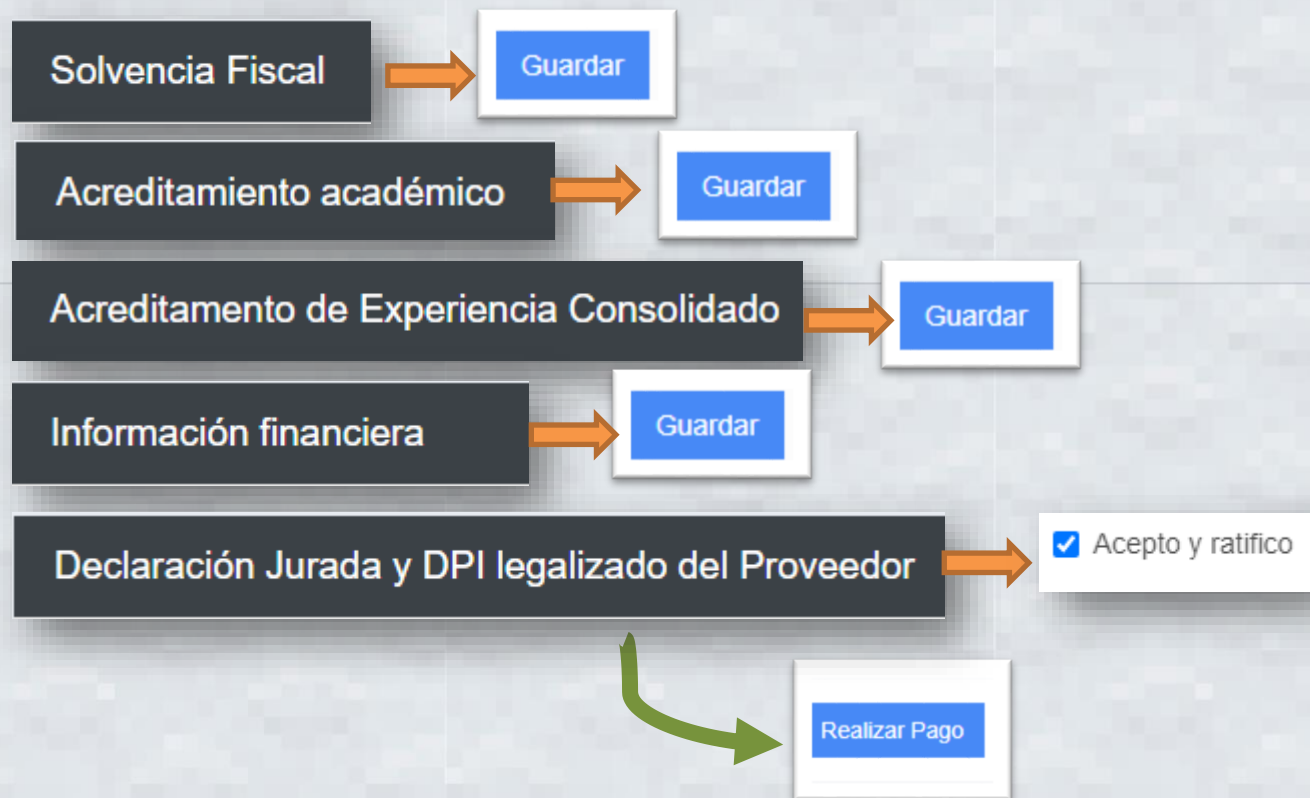 Solvencia Fiscal
Guardar
Acreditamiento académico
Guardar
Acreditamento de Experiencia Consolidado
Guardar
Información financiera
Guardar
Declaración Jurada y DPI legalizado del Proveedor
Acepto y ratifico
Realizar Pago